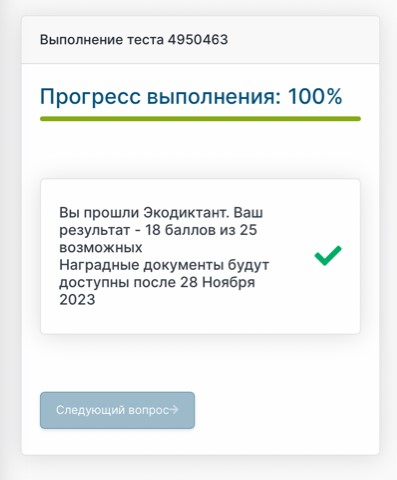 Выполнение теста 4950463
Прогресс выполнения: 100%
Вы прошли Экодиктант. Ваш
результат - 18 баллов из 25
возможных
Наградные документы будут
доступны после 28 Ноября
2023
Следующий вопрос→